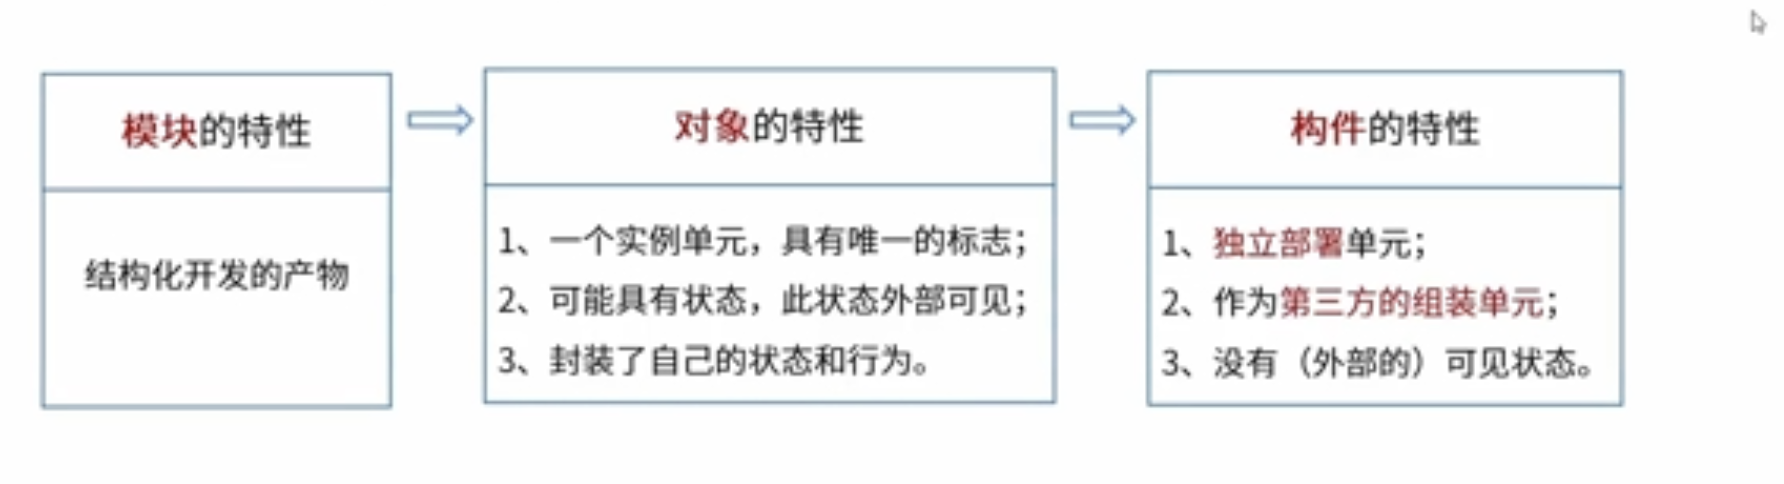 模块的特性
结构化开发的产物
对象的特性
1、一个实例单元，具有唯一的标志；
2、可能具有状态，此状态外部可见；
3、封装了自己的状态和行为。
构件的特性
1、独立部署单元；
2、作为第三方的组装单元；
3、没有（外部的）可见状态。